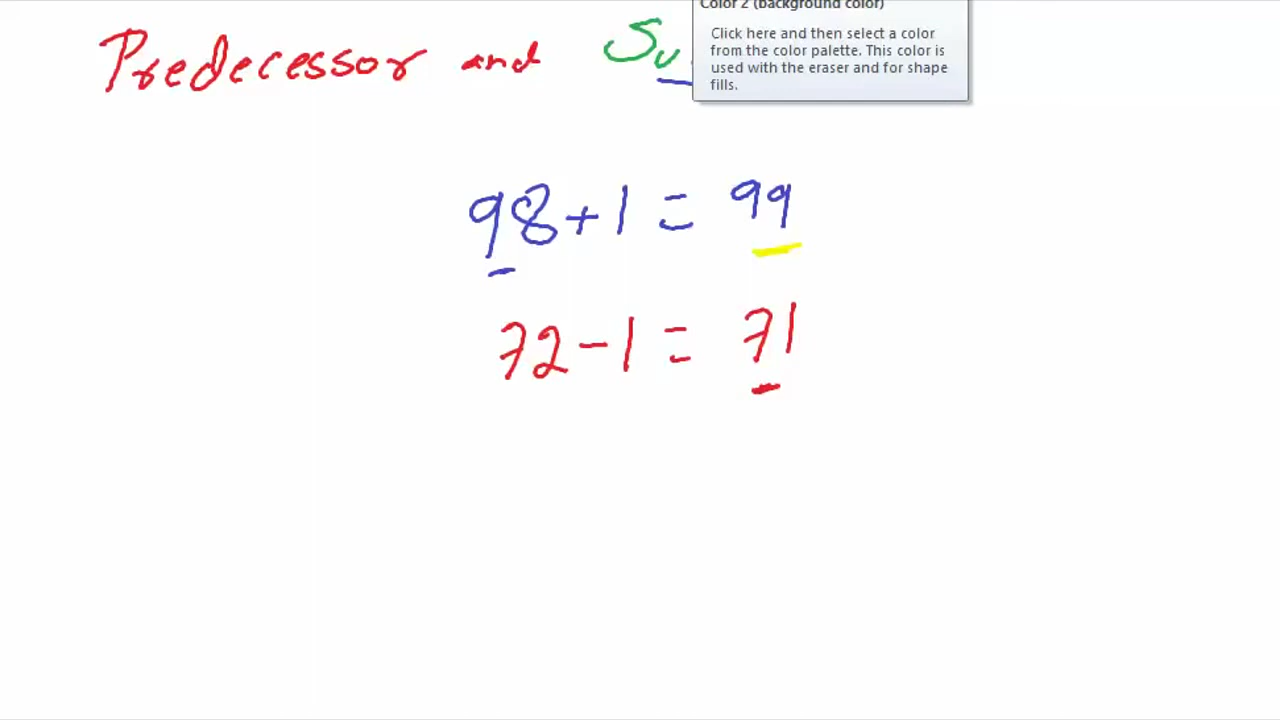 Color 2 (background color)
Click here and then select a color
from the color palette. This color is
used with the eraser and for shape
fills.
Predecessor and Su
98+1 = 99
72-1 = 71